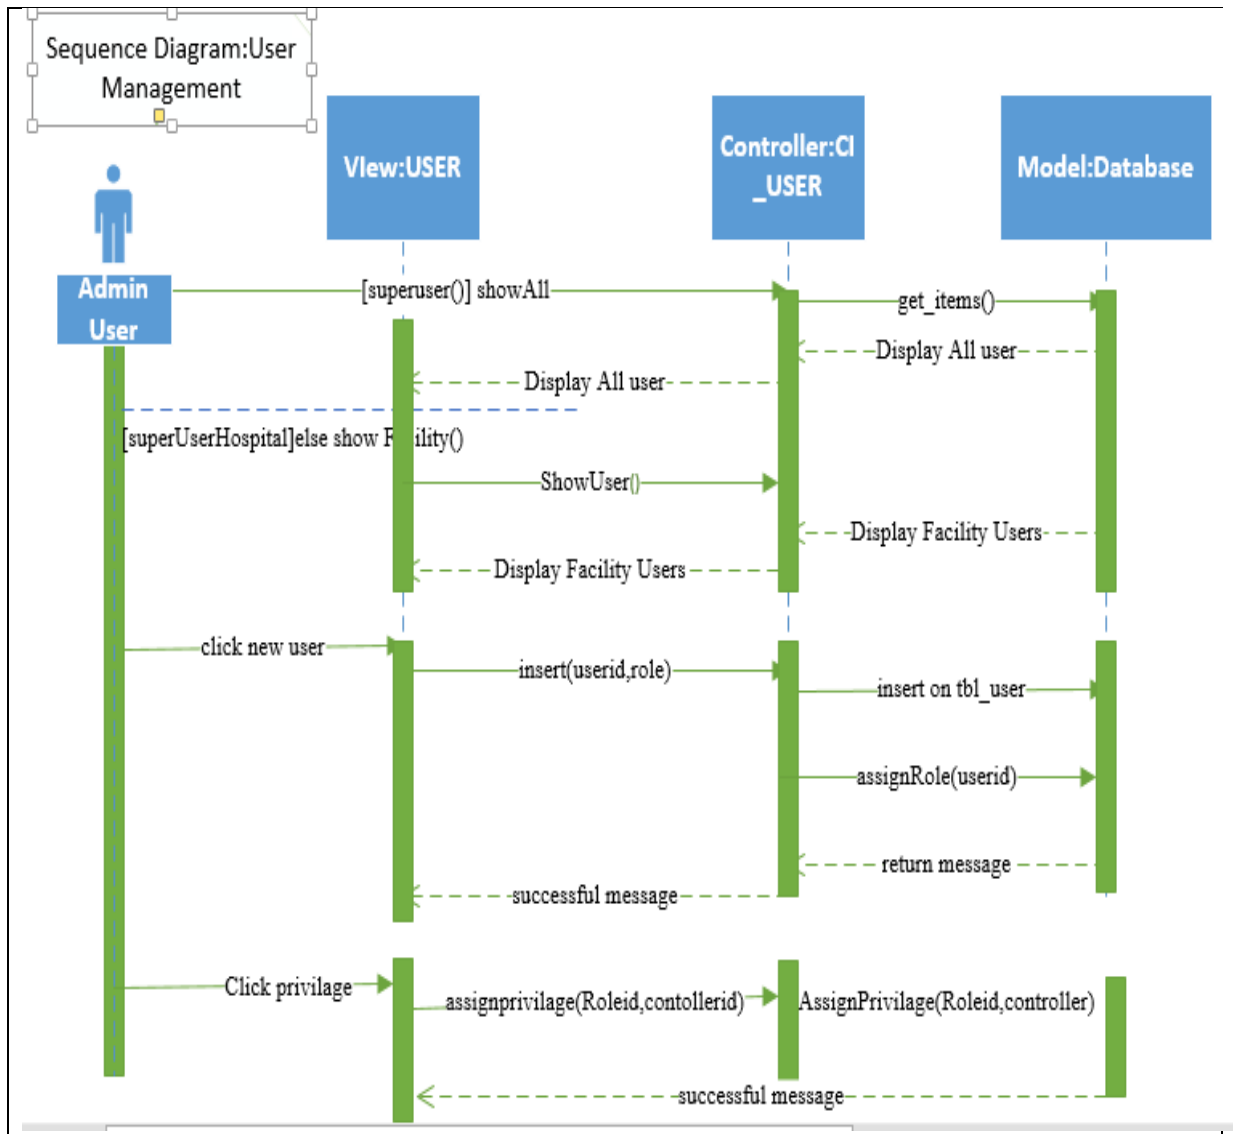 Sequence Diagram:User
Management
VIew:USER
Controller:CI
_USER
Model:Database
Admin
User
[superuser()] showAll
get_items()
Display All user
Display All user
[superUserHospital]else show F ility()
ShowUser()
Display Facility Users
Display Facility Users
click new user
insert(userid,role)
insert on tbl_user
assignRole(userid)
return message
successful message
Click privilage
assignprivilage(Roleid,contollerid)
AssignPrivilage(Roleid,controller)
successful message